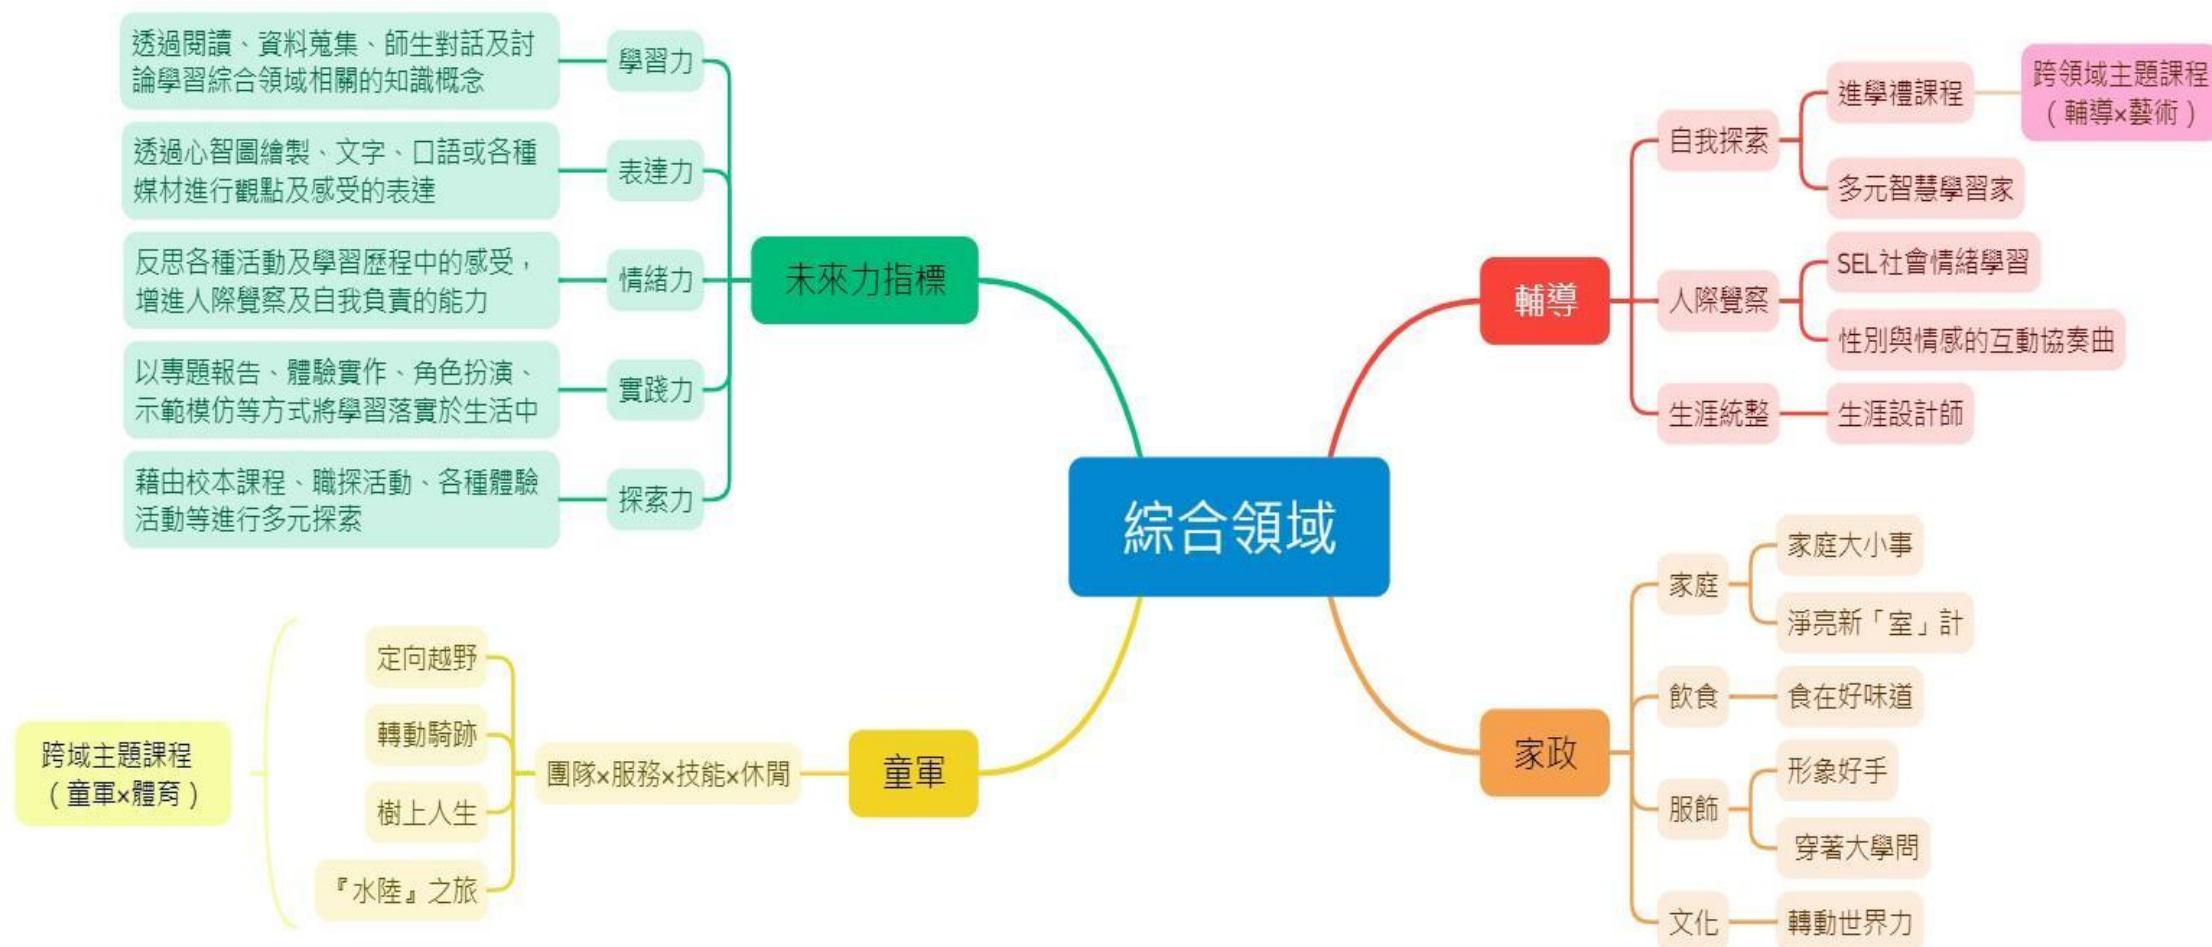 綜合領域
未來力指標
學習力
透過閱讀、資料蒐集、師生對話及討
論學習綜合領域相關的知識概念
表達力
透過心智圖繪製、文字、口語或各種
媒材進行觀點及感受的表達
情緒力
反思各種活動及學習歷程中的感受，
增進人際覺察及自我負責的能力
實踐力
以專題報告、體驗實作、角色扮演、
示範模仿等方式將學習落實於生活中
探索力
藉由校本課程、職探活動、各種體驗
活動等進行多元探索
童軍
團隊×服務×技能×休閒
定向越野
轉動騎跡
樹上人生
『水陸』之旅
跨域主題課程
（童軍×體育）
輔導
自我探索
進學禮課程
跨領域主題課程
（輔導×藝術）
多元智慧學習家
人際覺察
SEL社會情緒學習
性別與情感的互動協奏曲
生涯統整
生涯設計師
家政
家庭
家庭大小事
淨亮新「室」計
飲食
食在好味道
服飾
形象好手
穿著大學問
文化
轉動世界力